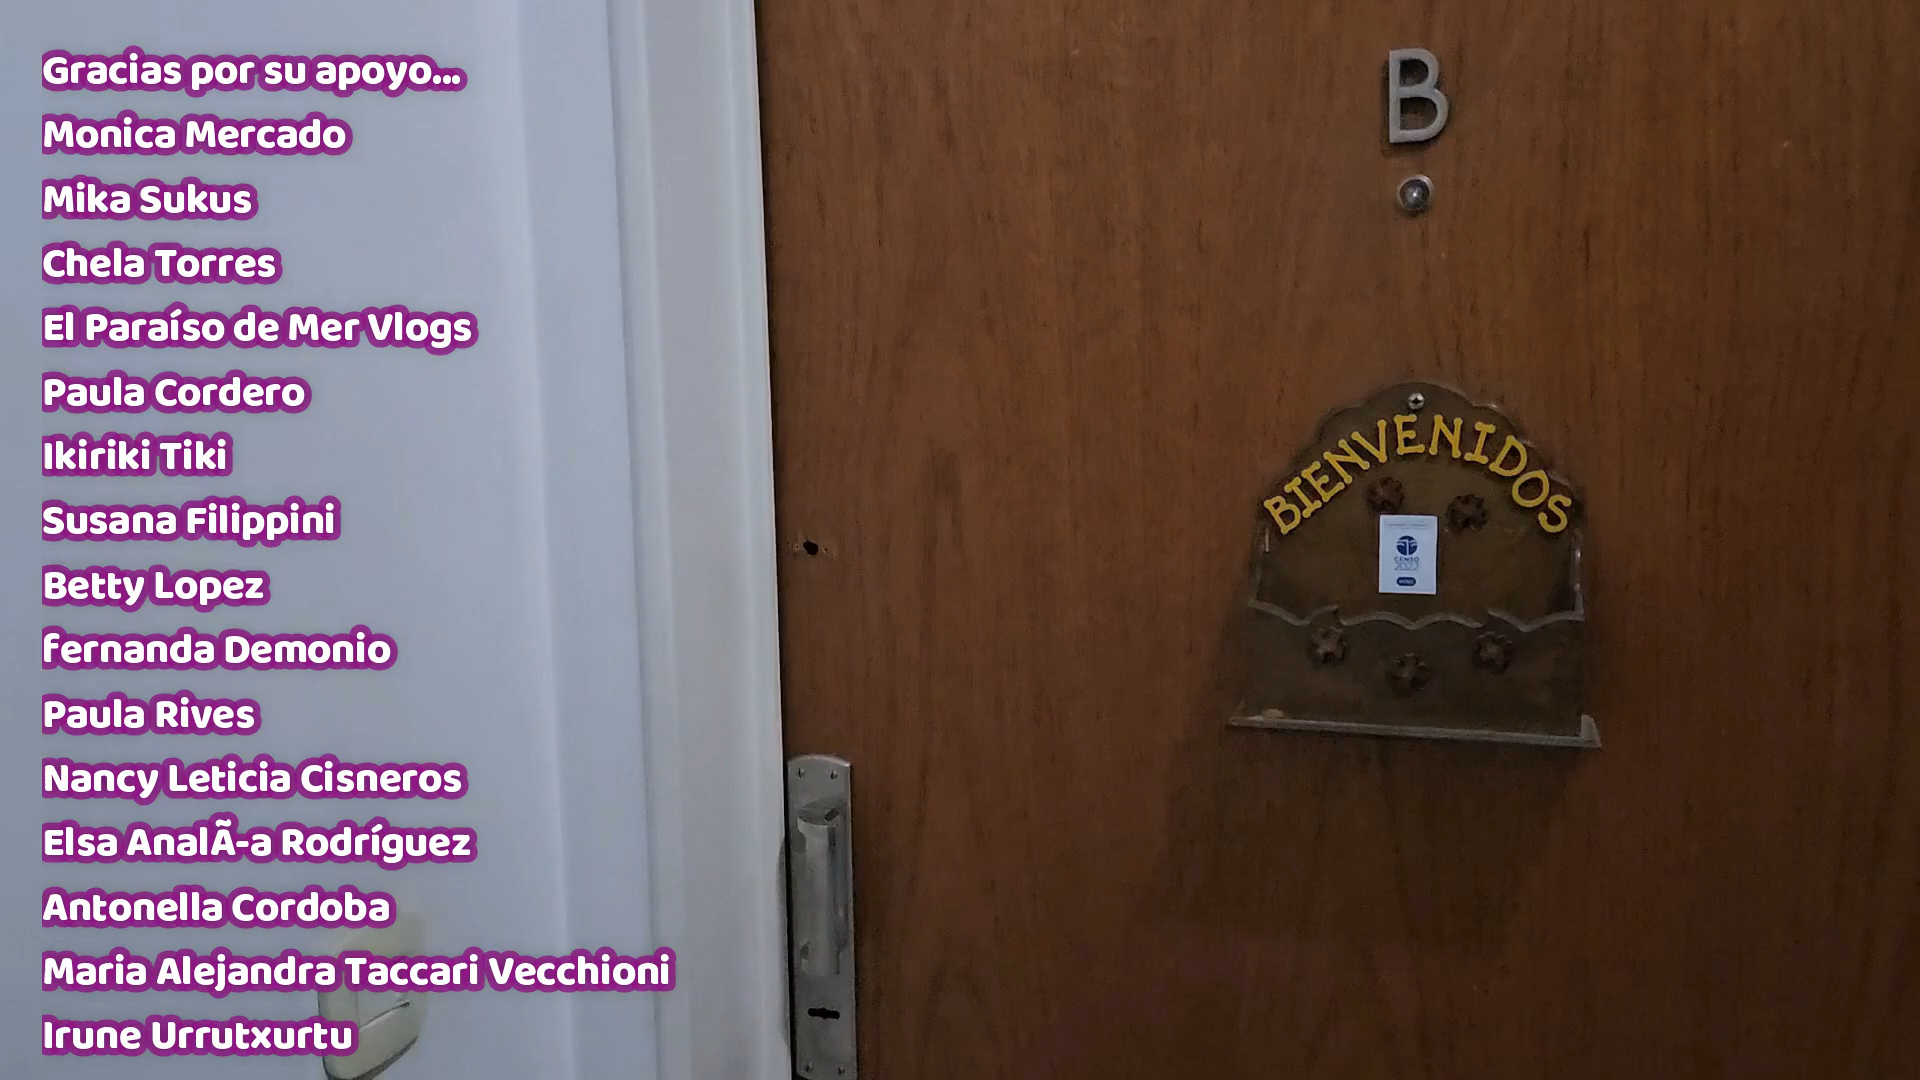 Gracias por su apoyo...
Monica Mercado
Mika Sukus
Chela Torres
El Paraíso de Mer Vlogs
Paula Cordero
Ikiriki Tiki
Susana Filippini
Betty Lopez
fernanda Demonio
Paula Rives
Nancy Leticia Cisneros
Elsa AnalÃ-a Rodríguez
Antonella Cordoba
Maria Alejandra Taccari Vecchioni
Irune Urrutxurtu
B
BIENVENIDOS
CENSO
2022